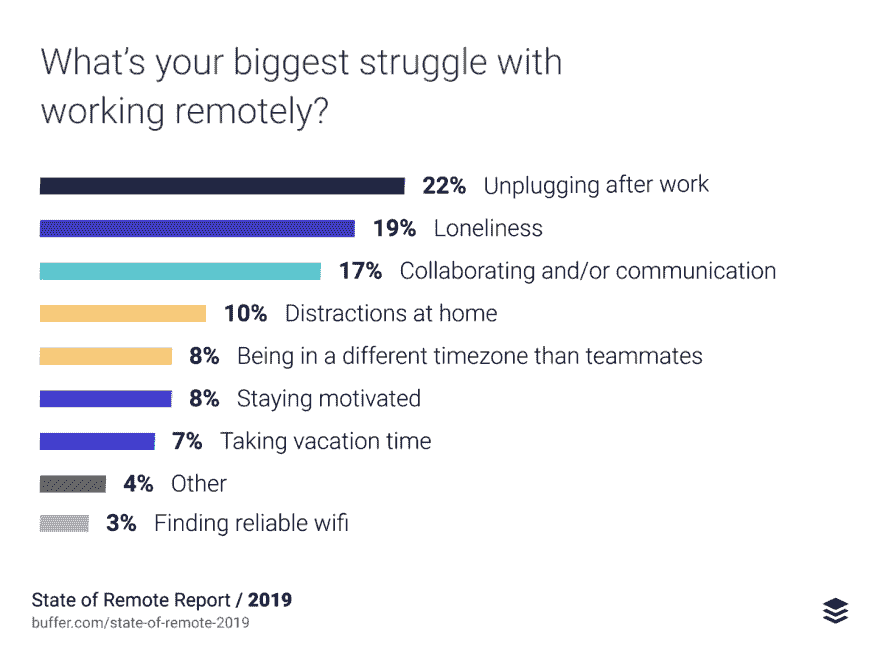 What’s your biggest struggle with
working remotely?
22% Unplugging after work
19% Loneliness
17% Collaborating and/or communication
10% Distractions at home
8% Being in a different timezone than teammates
8% Staying motivated
7% Taking vacation time
4% Other
3% Finding reliable wifi
State of Remote Report / 2019
buffer.com/state-of-remote-2019